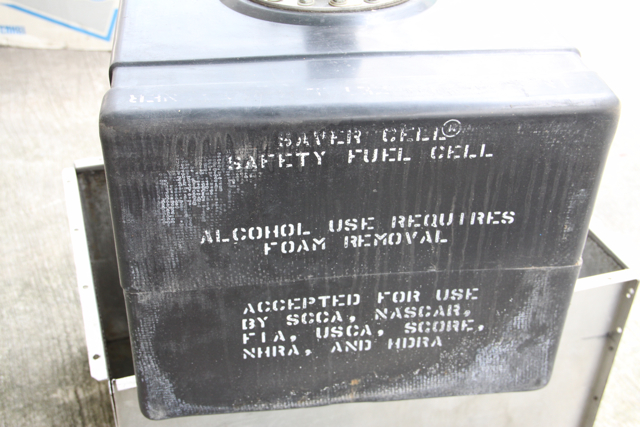 SAVER CELL®
SAFETY FUEL CELL
ALCOHOL USE REQUIRES
FOAM REMOVAL
ACCEPTED FOR USE
BY SCCA, NASCAR,
FIA, USCA, SCORE,
NHRA, AND HDRA